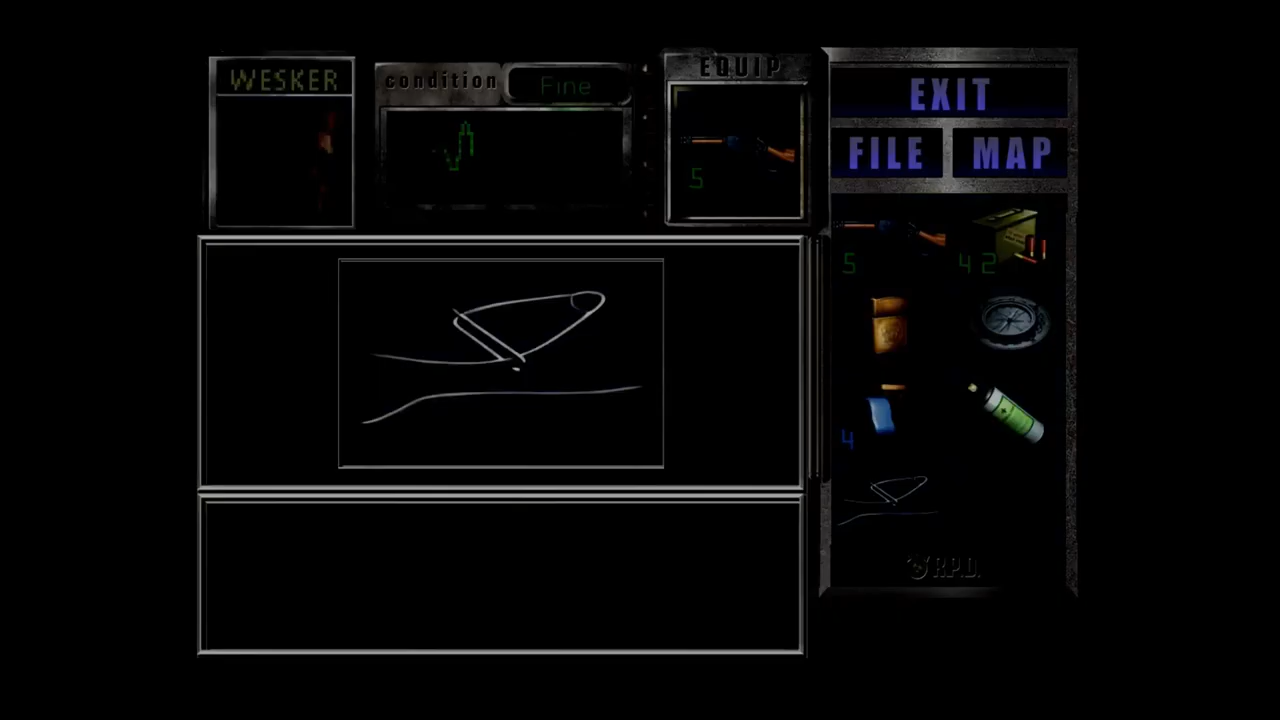 WESKER
condition Fine
EQUIP
5
EXIT
FILE MAP
5 42
4
R.P.D.